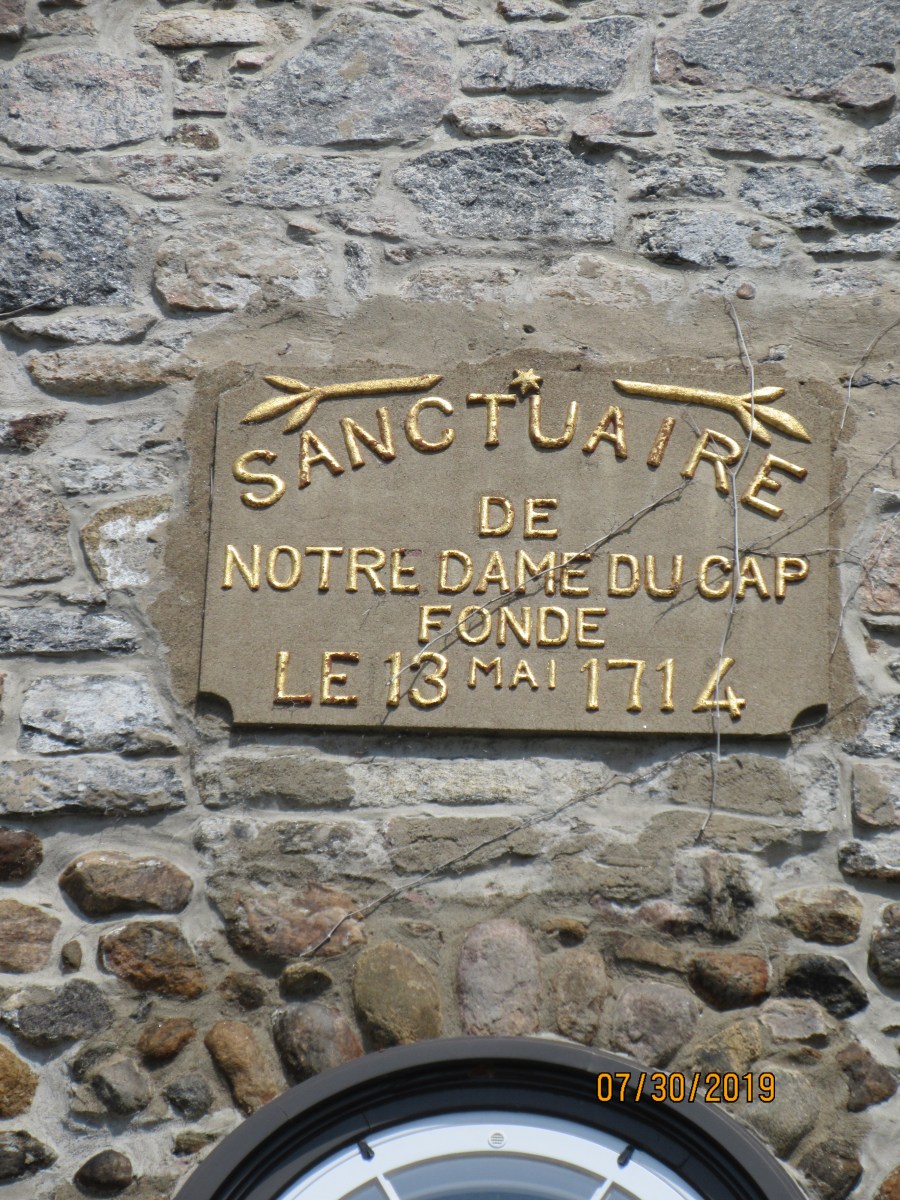 SANCTUAIRE
DE
NOTRE DAME DU CAP
FONDE
LE 13 MAI 1714
07/30/2019